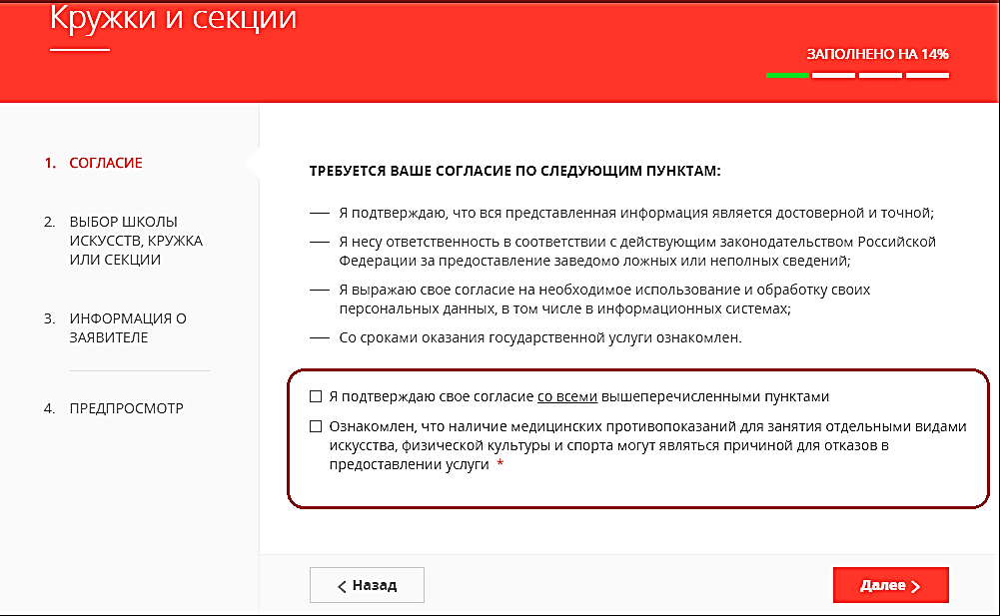 Кружки и секции
ЗАПОЛНЕНО НА 14%
1. СОГЛАСИЕ
2. ВЫБОР ШКОЛЫ
ИСКУССТВ, КРУЖКА
ИЛИ СЕКЦИИ
3. ИНФОРМАЦИЯ О
ЗАЯВИТЕЛЕ
4. ПРЕДПРОСМОТР
ТРЕБУЕТСЯ ВАШЕ СОГЛАСИЕ ПО СЛЕДУЮЩИМ ПУНКТАМ:
— Я подтверждаю, что вся представленная информация является достоверной и точной;
— Я несу ответственность в соответствии с действующим законодательством Российской
Федерации за предоставление заведомо ложных или неполных сведений;
— Я выражаю свое согласие на необходимое использование и обработку своих
персональных данных, в том числе в информационных системах;
— Со сроками оказания государственной услуги ознакомлен.
Я подтверждаю свое согласие со всеми вышеперечисленными пунктами
Ознакомлен, что наличие медицинских противопоказаний для занятия отдельными видами
искусства, физической культуры и спорта могут являться причиной для отказов в
предоставлении услуги *
Назад
Далее